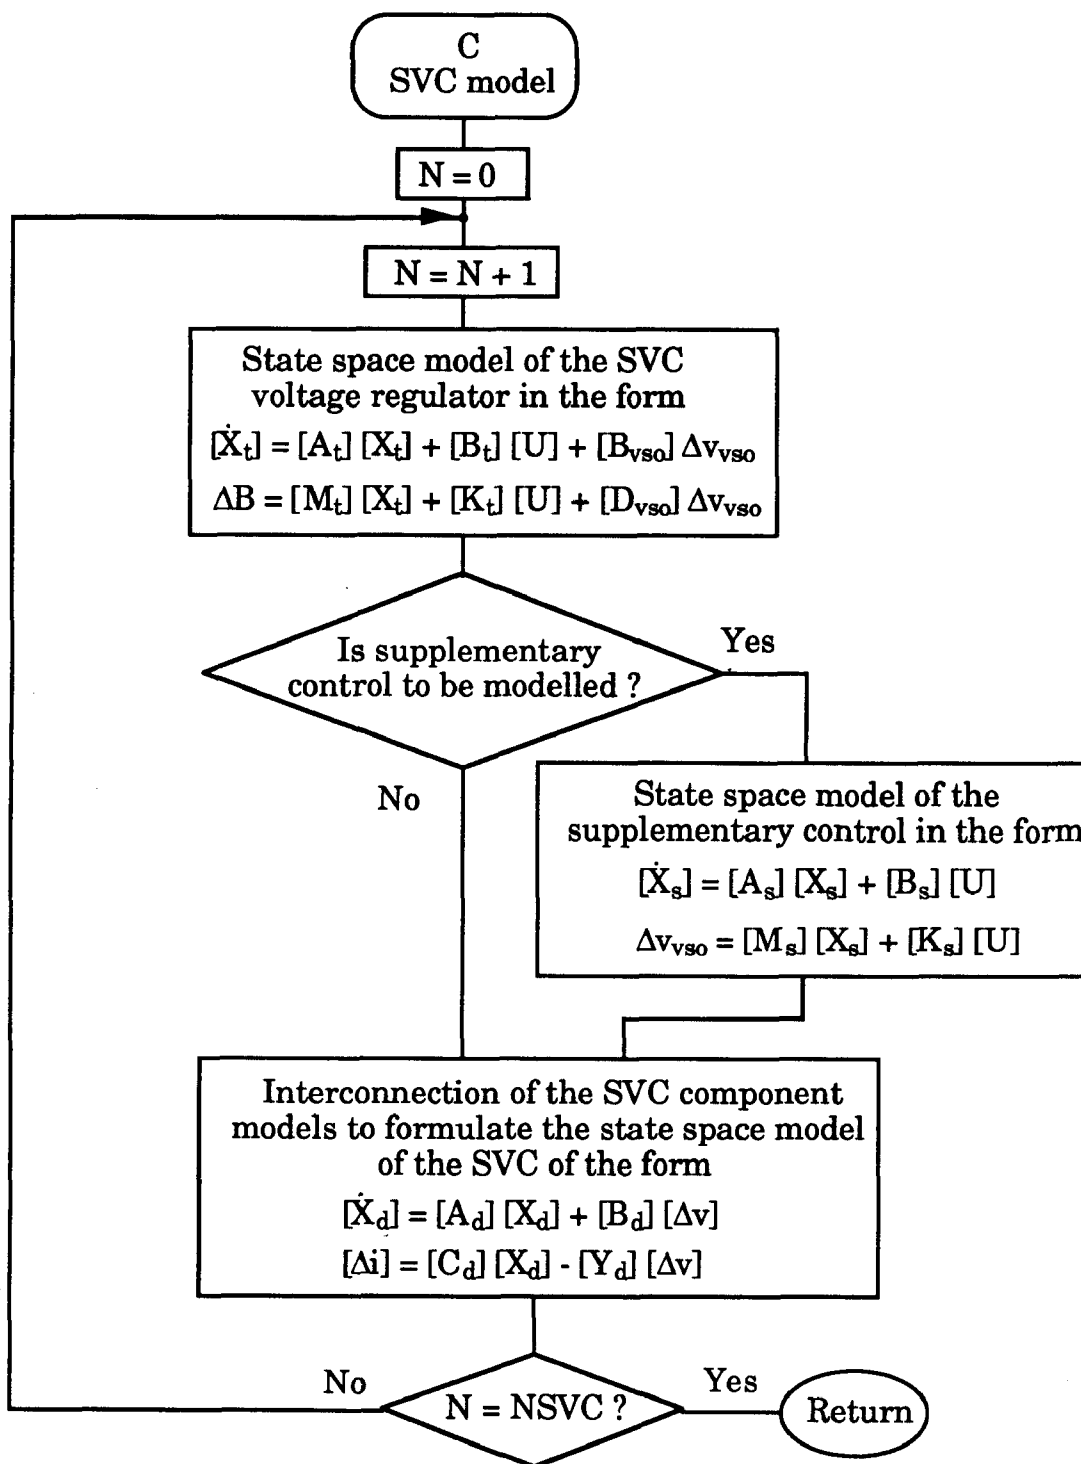 C
SVC model
N = 0
N = N + 1
State space model of the SVC
voltage regulator in the form
[Ẋt] = [At] [Xt] + [Bt] [U] + [Bvso] Δvvso
ΔB = [Mt] [Xt] + [Kt] [U] + [Dvso] Δvvso
Is supplementary
control to be modelled ?
Yes
No
State space model of the
supplementary control in the form
[Ẋs] = [As] [Xs] + [Bs] [U]
Δvvso = [Ms] [Xs] + [Ks] [U]
Interconnection of the SVC component
models to formulate the state space model
of the SVC of the form
[Ẋd] = [Ad] [Xd] + [Bd] [Δv]
[Δi] = [Cd] [Xd] - [Yd] [Δv]
No
N = NSVC ?
Yes
Return